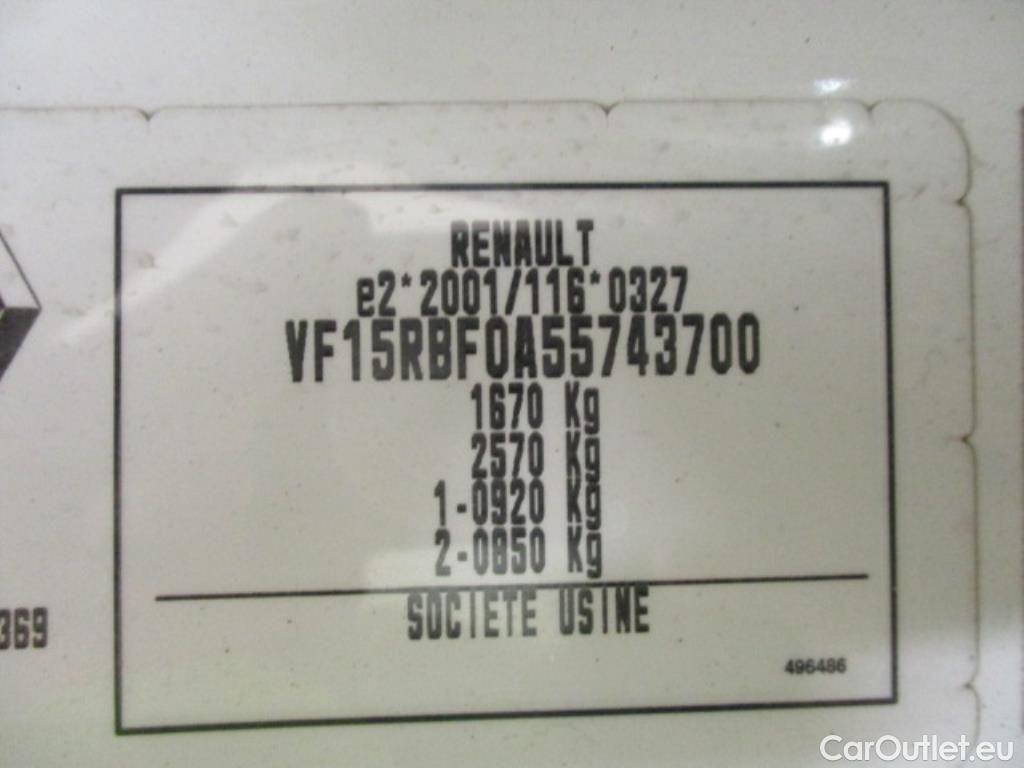 RENAULT
e2*2001/116*0327
VF15RBF0A55743700
1670 Kg
2570 Kg
1-0920 Kg
2-0850 Kg
SOCIETE USINE
369
496486
CarOutlet.eu